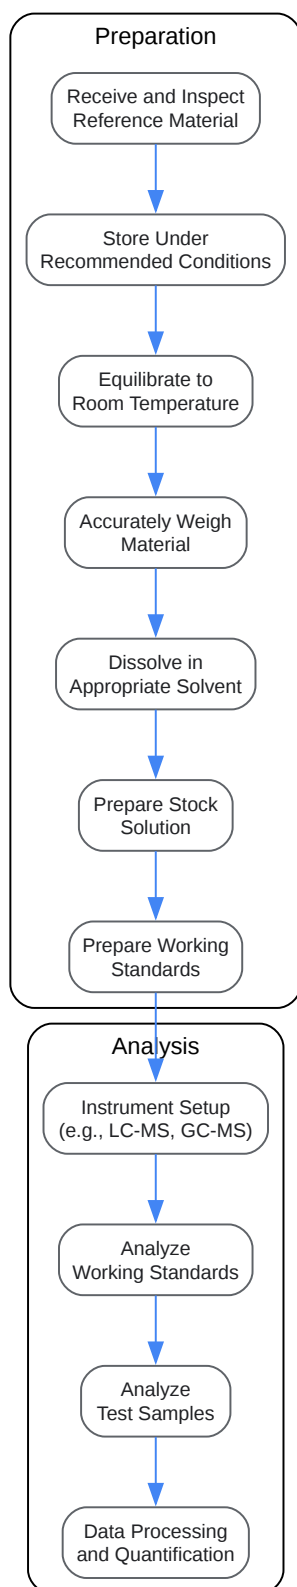 Preparation
Receive and Inspect
Reference Material
Store Under
Recommended Conditions
Equilibrate to
Room Temperature
Accurately Weigh
Material
Dissolve in
Appropriate Solvent
Prepare Stock
Solution
Prepare Working
Standards
Analysis
Instrument Setup
(e.g., LC-MS, GC-MS)
Analyze
Working Standards
Analyze
Test Samples
Data Processing
and Quantification